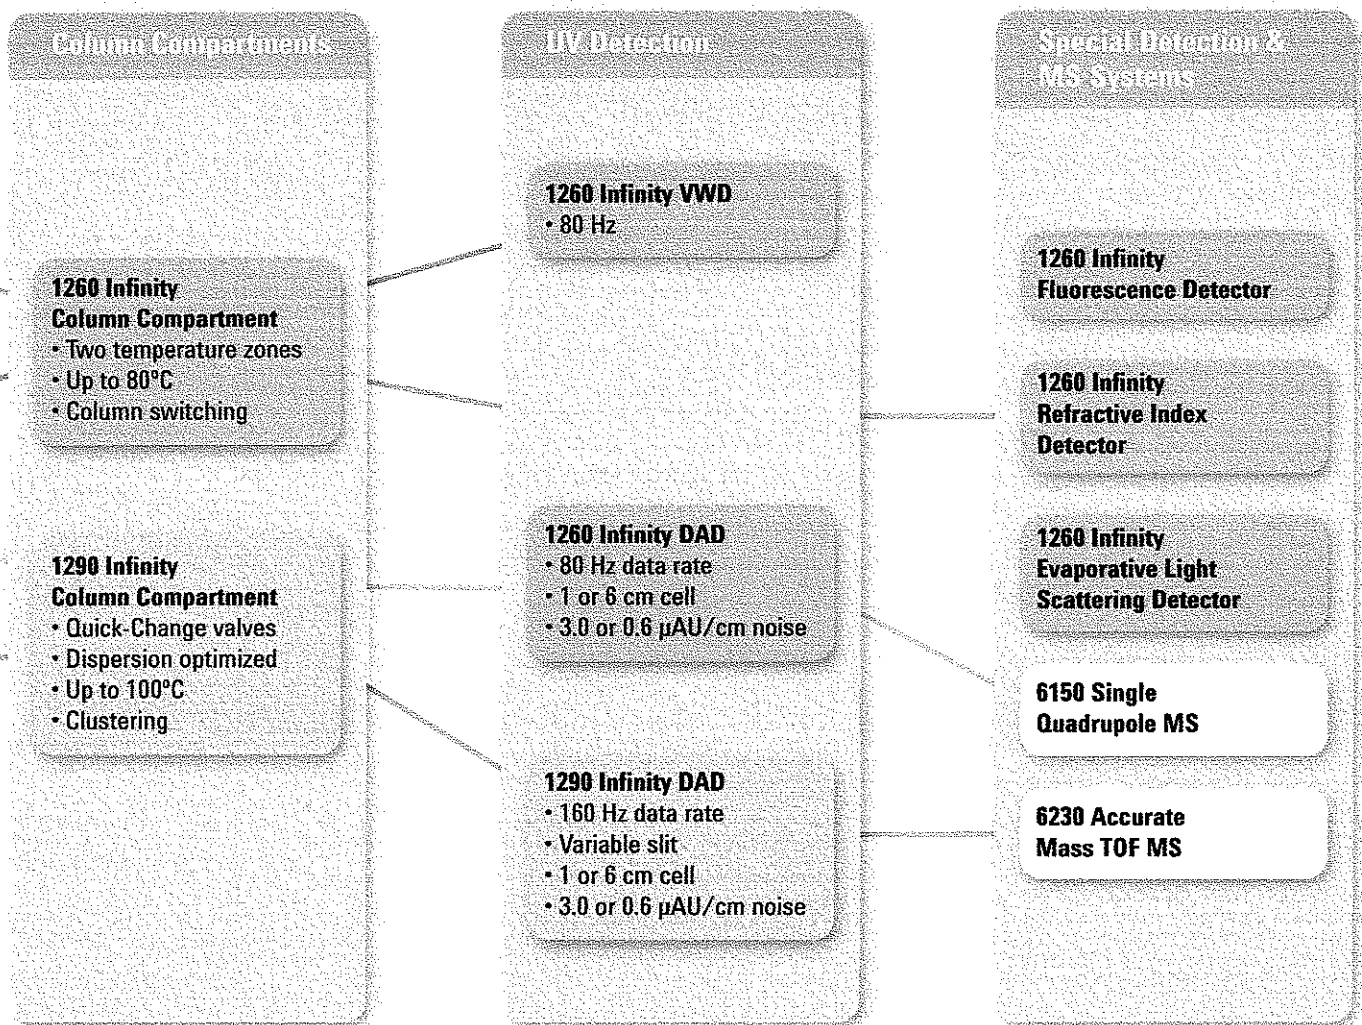 Column Compartments
1260 Infinity
Column Compartment
• Two temperature zones
• Up to 80°C
• Column switching
1290 Infinity
Column Compartment
• Quick-Change valves
• Dispersion optimized
• Up to 100°C
• Clustering
UV Detection
1260 Infinity VWD
• 80 Hz
1260 Infinity DAD
• 80 Hz data rate
• 1 or 6 cm cell
• 3.0 or 0.6 µAU/cm noise
1290 Infinity DAD
• 160 Hz data rate
• Variable slit
• 1 or 6 cm cell
• 3.0 or 0.6 µAU/cm noise
Special Detection &
MS Systems
1260 Infinity
Fluorescence Detector
1260 Infinity
Refractive Index
Detector
1260 Infinity
Evaporative Light
Scattering Detector
6150 Single
Quadrupole MS
6230 Accurate
Mass TOF MS